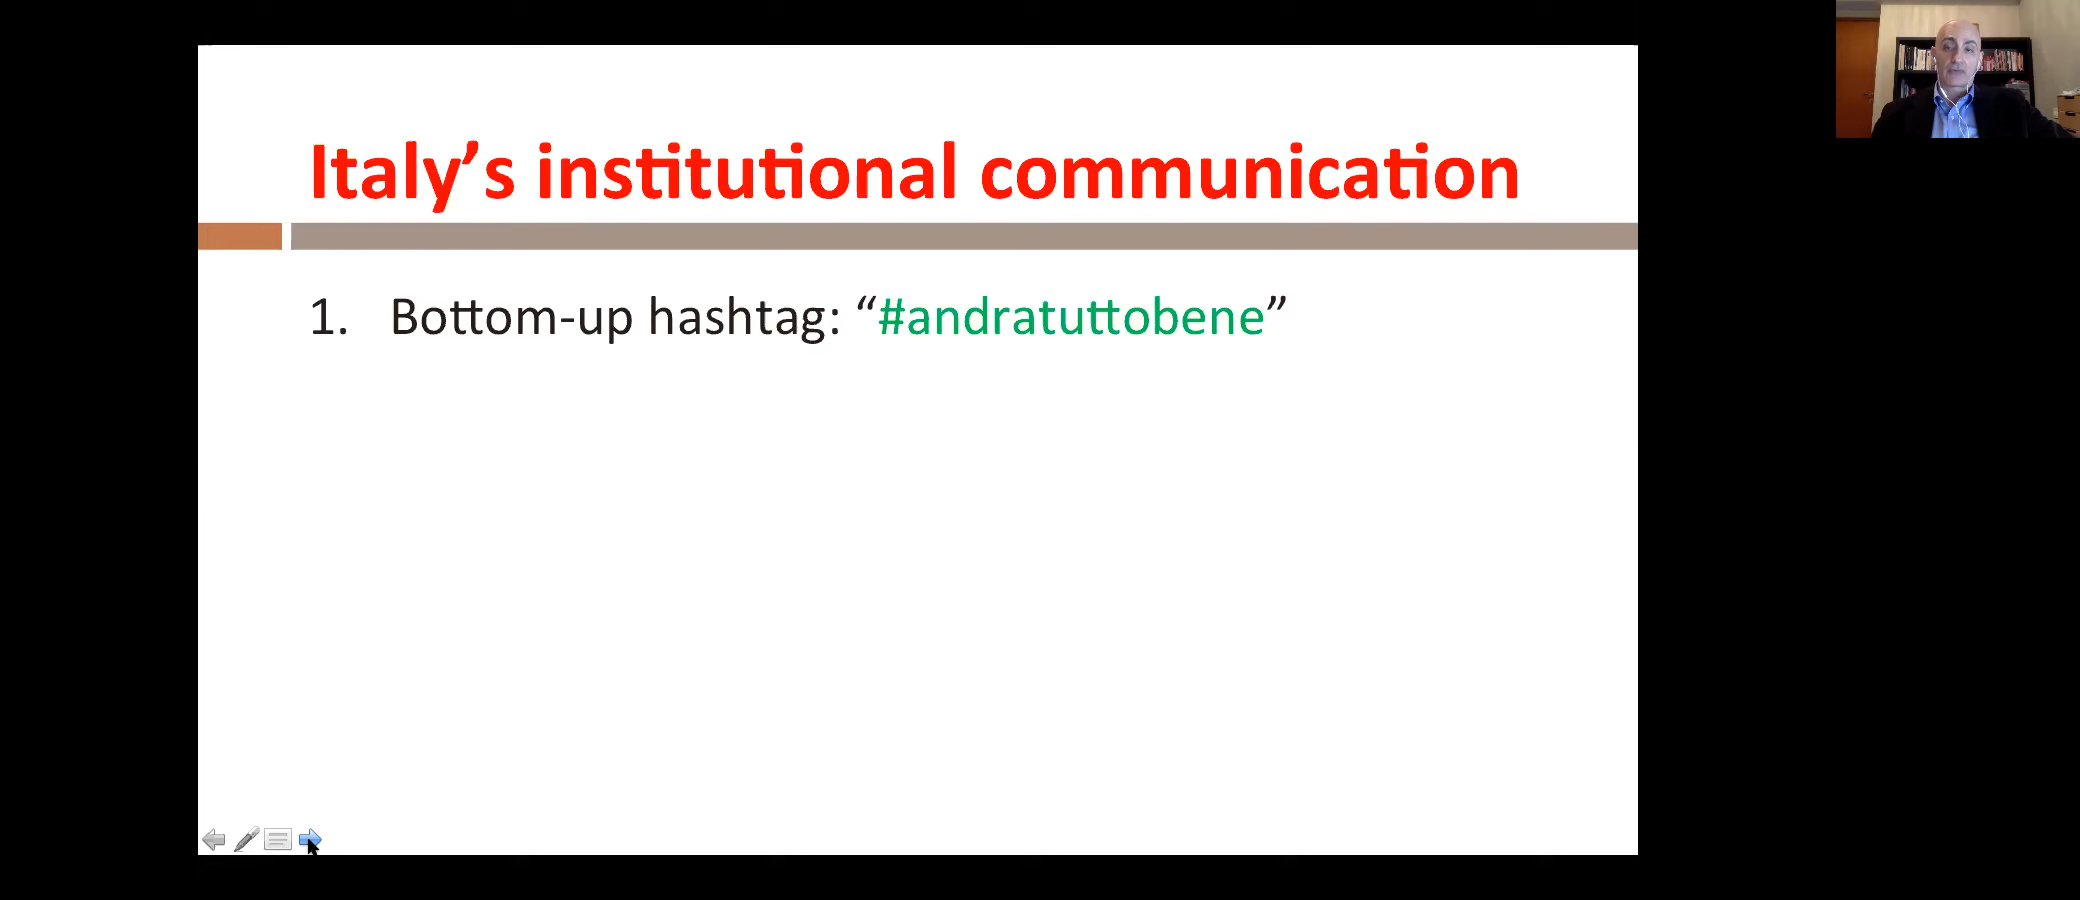 Italy’s institutional communication
1. Bottom-up hashtag: “#andratuttobene”